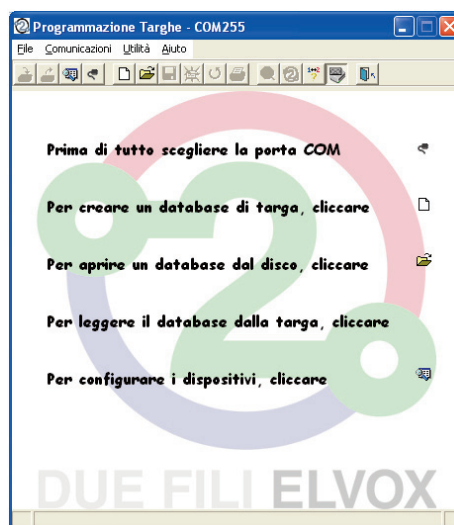 Programmazione Targhe - COM255
File Comunicazioni Utilità Aiuto
Prima di tutto scegliere la porta COM
Per creare un database di targa, cliccare
Per aprire un database dal disco, cliccare
Per leggere il database dalla targa, cliccare
Per configurare i dispositivi, cliccare
DUE FILI ELVOX